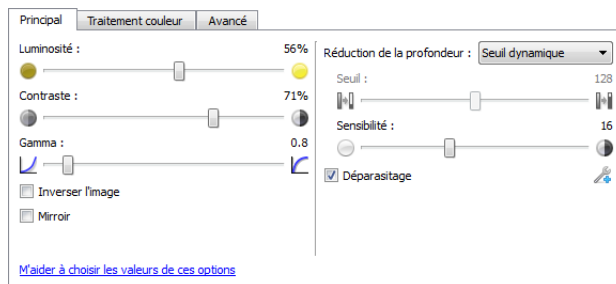 Principal
Traitement couleur
Avancé
Luminosité :
56%
Contraste :
71%
Gamma :
0.8
Inverser l'image
Mirroir
M'aider à choisir les valeurs de ces options
Réduction de la profondeur :
Seuil dynamique
Seuil :
128
Sensibilité :
16
Déparasitage